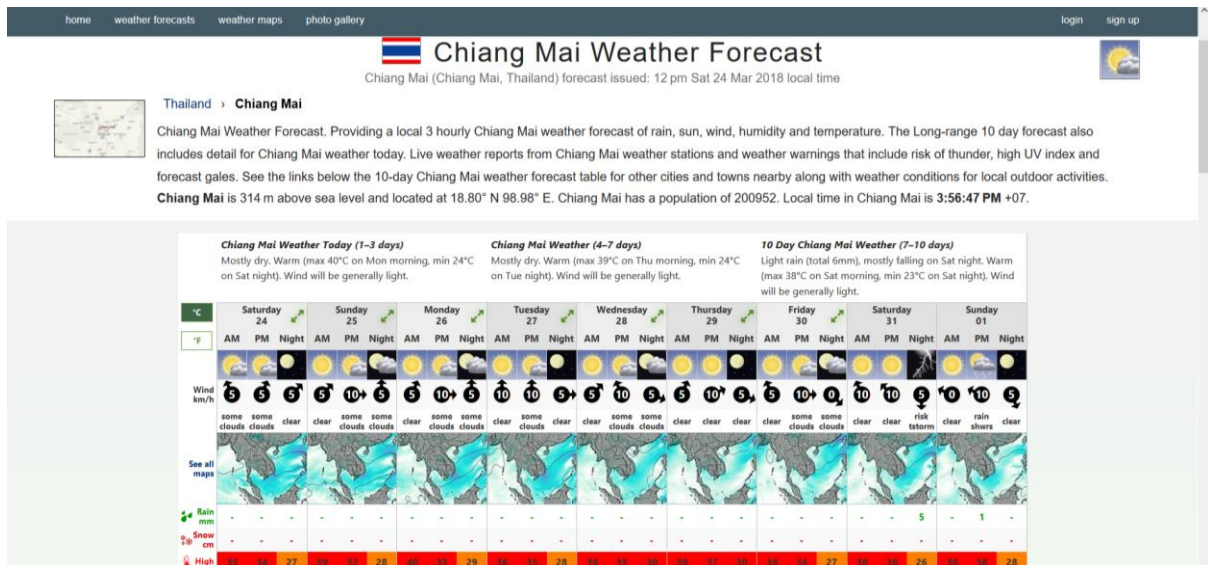 home weather forecasts weather maps photo gallery login sign up
Chiang Mai Weather Forecast
Chiang Mai (Chiang Mai, Thailand) forecast issued: 12 pm Sat 24 Mar 2018 local time
Thailand › Chiang Mai
Chiang Mai Weather Forecast. Providing a local 3 hourly Chiang Mai weather forecast of rain, sun, wind, humidity and temperature. The Long-range 10 day forecast also
includes detail for Chiang Mai weather today. Live weather reports from Chiang Mai weather stations and weather warnings that include risk of thunder, high UV index and
forecast gales. See the links below the 10-day Chiang Mai weather forecast table for other cities and towns nearby along with weather conditions for local outdoor activities.
Chiang Mai is 314 m above sea level and located at 18.80° N 98.98° E. Chiang Mai has a population of 200952. Local time in Chiang Mai is 3:56:47 PM +07.
Chiang Mai Weather Today (1–3 days)
Mostly dry. Warm (max 40°C on Mon morning, min 24°C
on Sat night). Wind will be generally light.
Chiang Mai Weather (4–7 days)
Mostly dry. Warm (max 39°C on Thu morning, min 24°C
on Tue night). Wind will be generally light.
10 Day Chiang Mai Weather (7–10 days)
Light rain (total 6mm), mostly falling on Sat night. Warm
(max 38°C on Sat morning, min 23°C on Sat night). Wind
will be generally light.
°C Saturday Sunday Monday Tuesday Wednesday Thursday Friday Saturday Sunday
24 25 26 27 28 29 30 31 01
°F AM PM Night AM PM Night AM PM Night AM PM Night AM PM Night AM PM Night AM PM Night AM PM Night AM PM Night
Wind 5 5 5 5 10 5 5 10 5 10 10 5 5 10 5 5 10 5 5 10 0 10 10 5 0 10 5
km/h
some some clear clear some some clear some some clear some clear clear some some clear clear clear clear some some clear clear risk clear rain clear
clouds clouds clouds clouds clouds clouds clouds clouds clouds clouds clouds tstorm shwrs
See all
maps
Rain - - - - - - - - - - - - - - - - - - - - - - - 5 - 1 -
mm
Snow - - - - - - - - - - - - - - - - - - - - - - - - - - -
cm
High 27 28 29 28 27 26 28